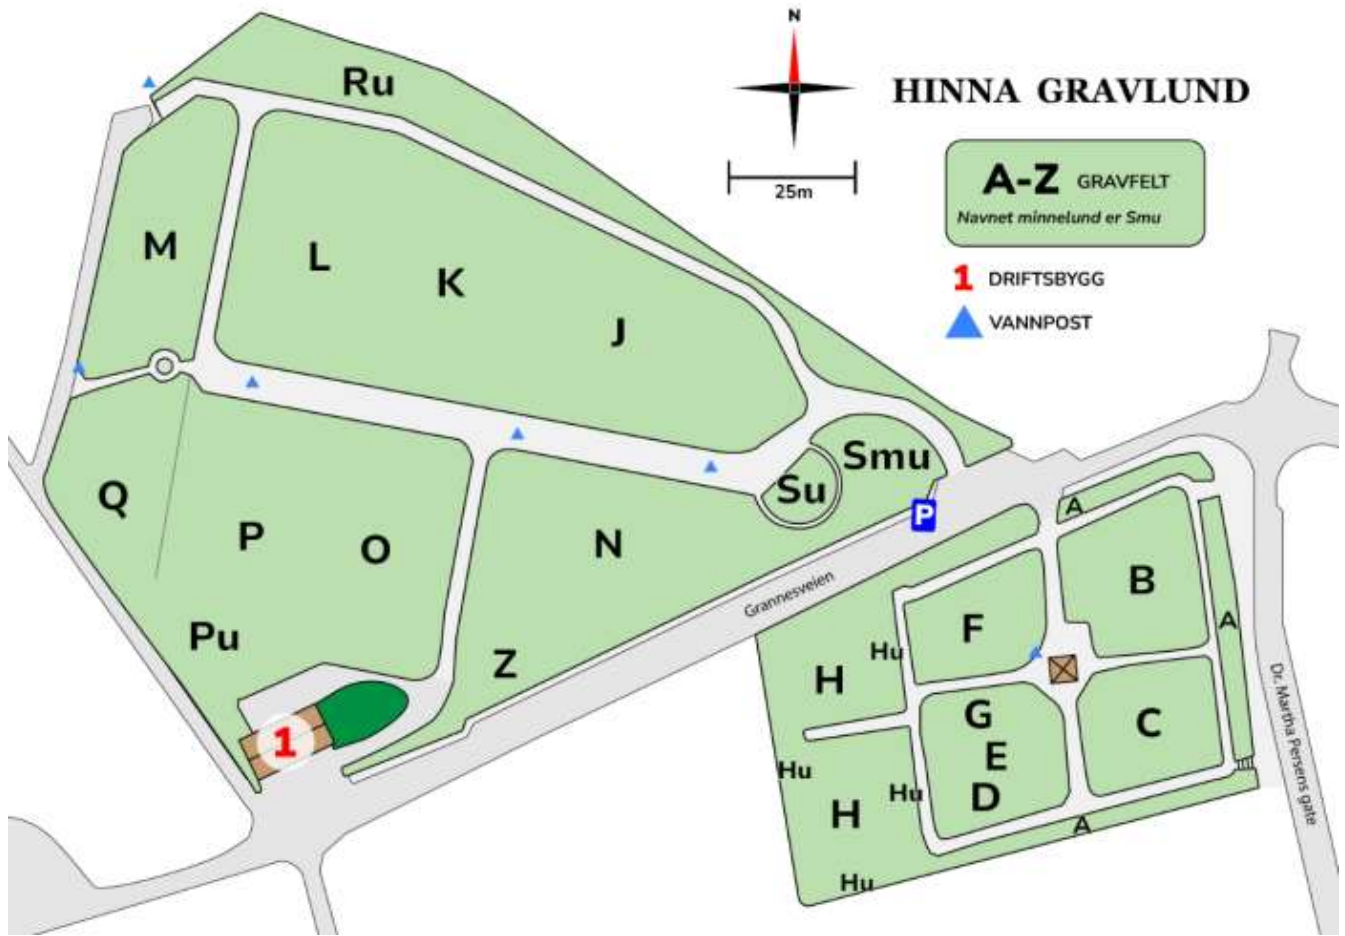 N
HINNA GRAVLUND
25m
A-Z GRAVFELT
Navnet minnelund er Smu
1 DRIFTSBYGG
VANNPOST
Ru
M
L
K
J
Smu
Su
P
Q
P
O
N
Pu
Z
1
Grannesveien
A
B
A
F
Hu
H
G
C
E
D
Hu
Hu
H
A
Hu
Dr. Martha Persens gate